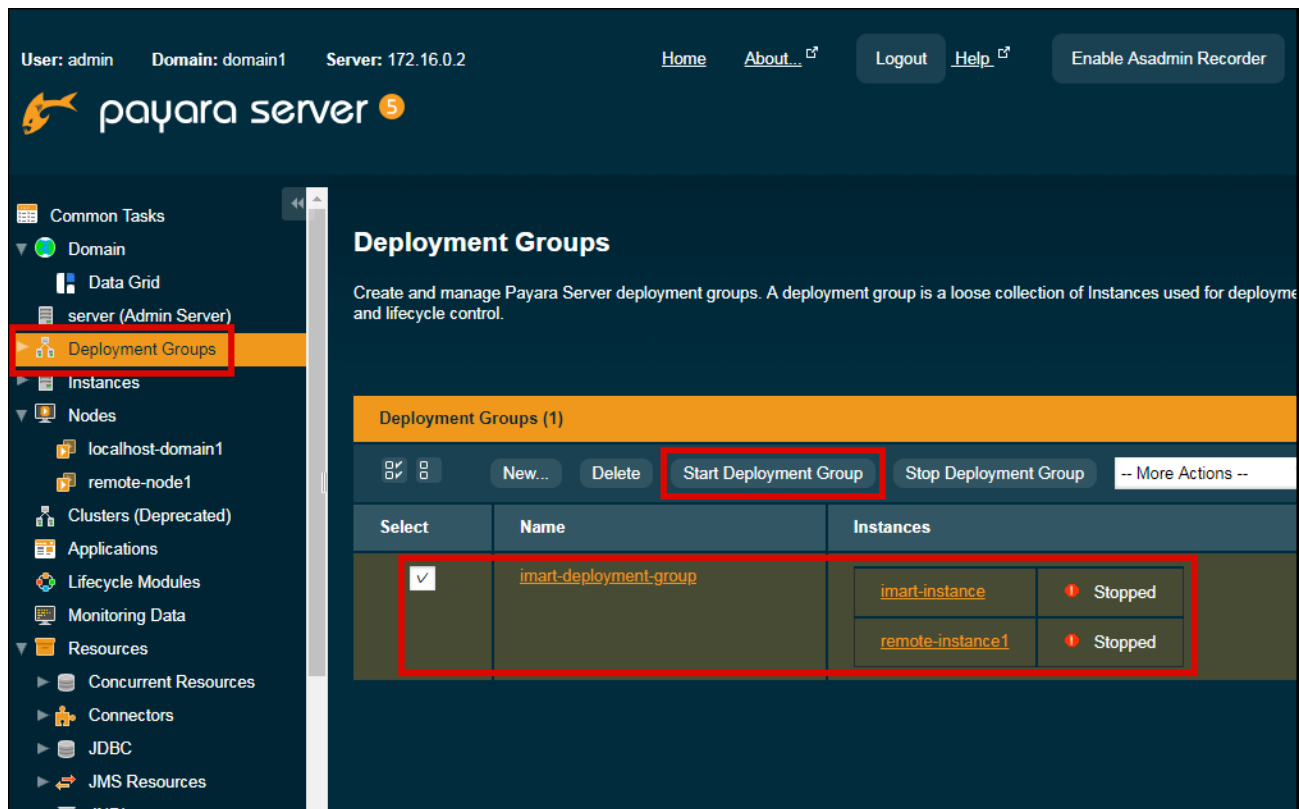 User: admin Domain: domain1 Server: 172.16.0.2 Home About... Logout Help Enable Asadmin Recorder
payara server 5
Common Tasks
Domain
Data Grid
server (Admin Server)
Deployment Groups
Instances
Nodes
localhost-domain1
remote-node1
Clusters (Deprecated)
Applications
Lifecycle Modules
Monitoring Data
Resources
Concurrent Resources
Connectors
JDBC
JMS Resources
Deployment Groups
Create and manage Payara Server deployment groups. A deployment group is a loose collection of Instances used for deployme
and lifecycle control.
Deployment Groups (1)
New... Delete Start Deployment Group Stop Deployment Group -- More Actions --
Select Name Instances
imart-deployment-group imart-instance Stopped
remote-instance1 Stopped